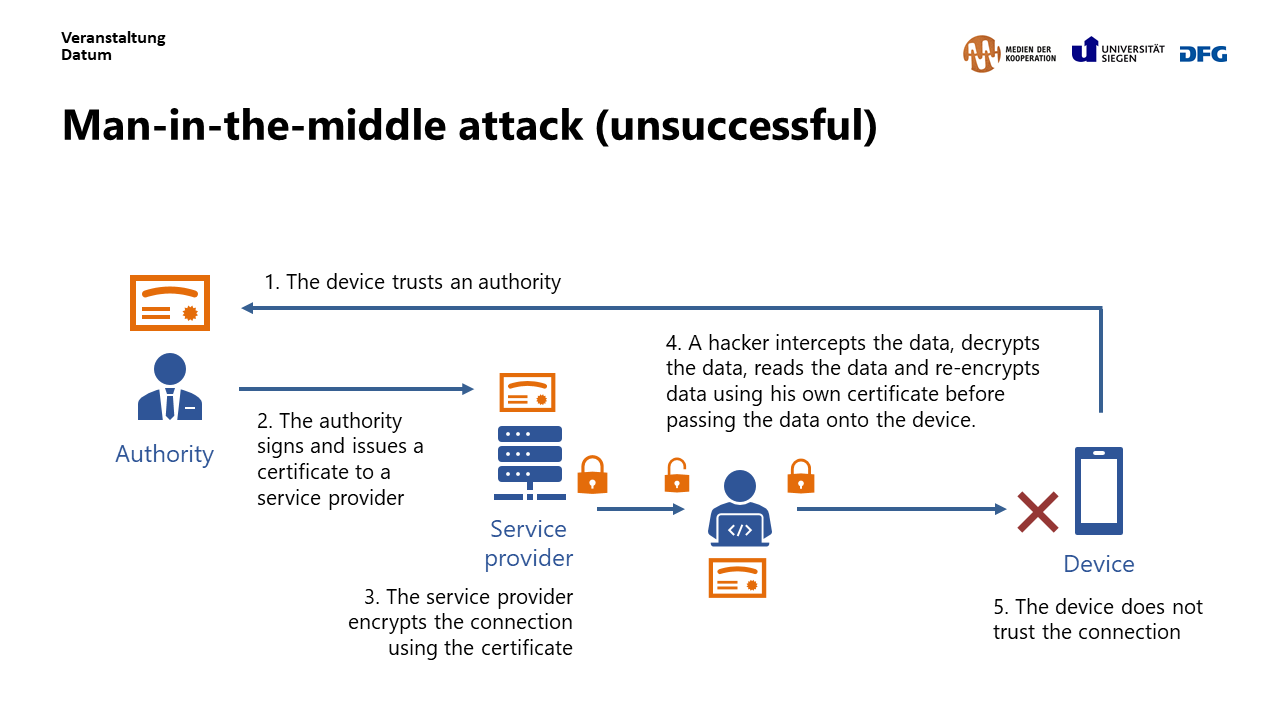 Veranstaltung
Datum
MEDIEN DER
KOOPERATION
UNIVERSITÄT
SIEGEN
DFG
Man-in-the-middle attack (unsuccessful)
1. The device trusts an authority
4. A hacker intercepts the data, decrypts
the data, reads the data and re-encrypts
data using his own certificate before
passing the data onto the device.
Authority
2. The authority
signs and issues a
certificate to a
service provider
Service
provider
</>
Device
3. The service provider
encrypts the connection
using the certificate
5. The device does not
trust the connection